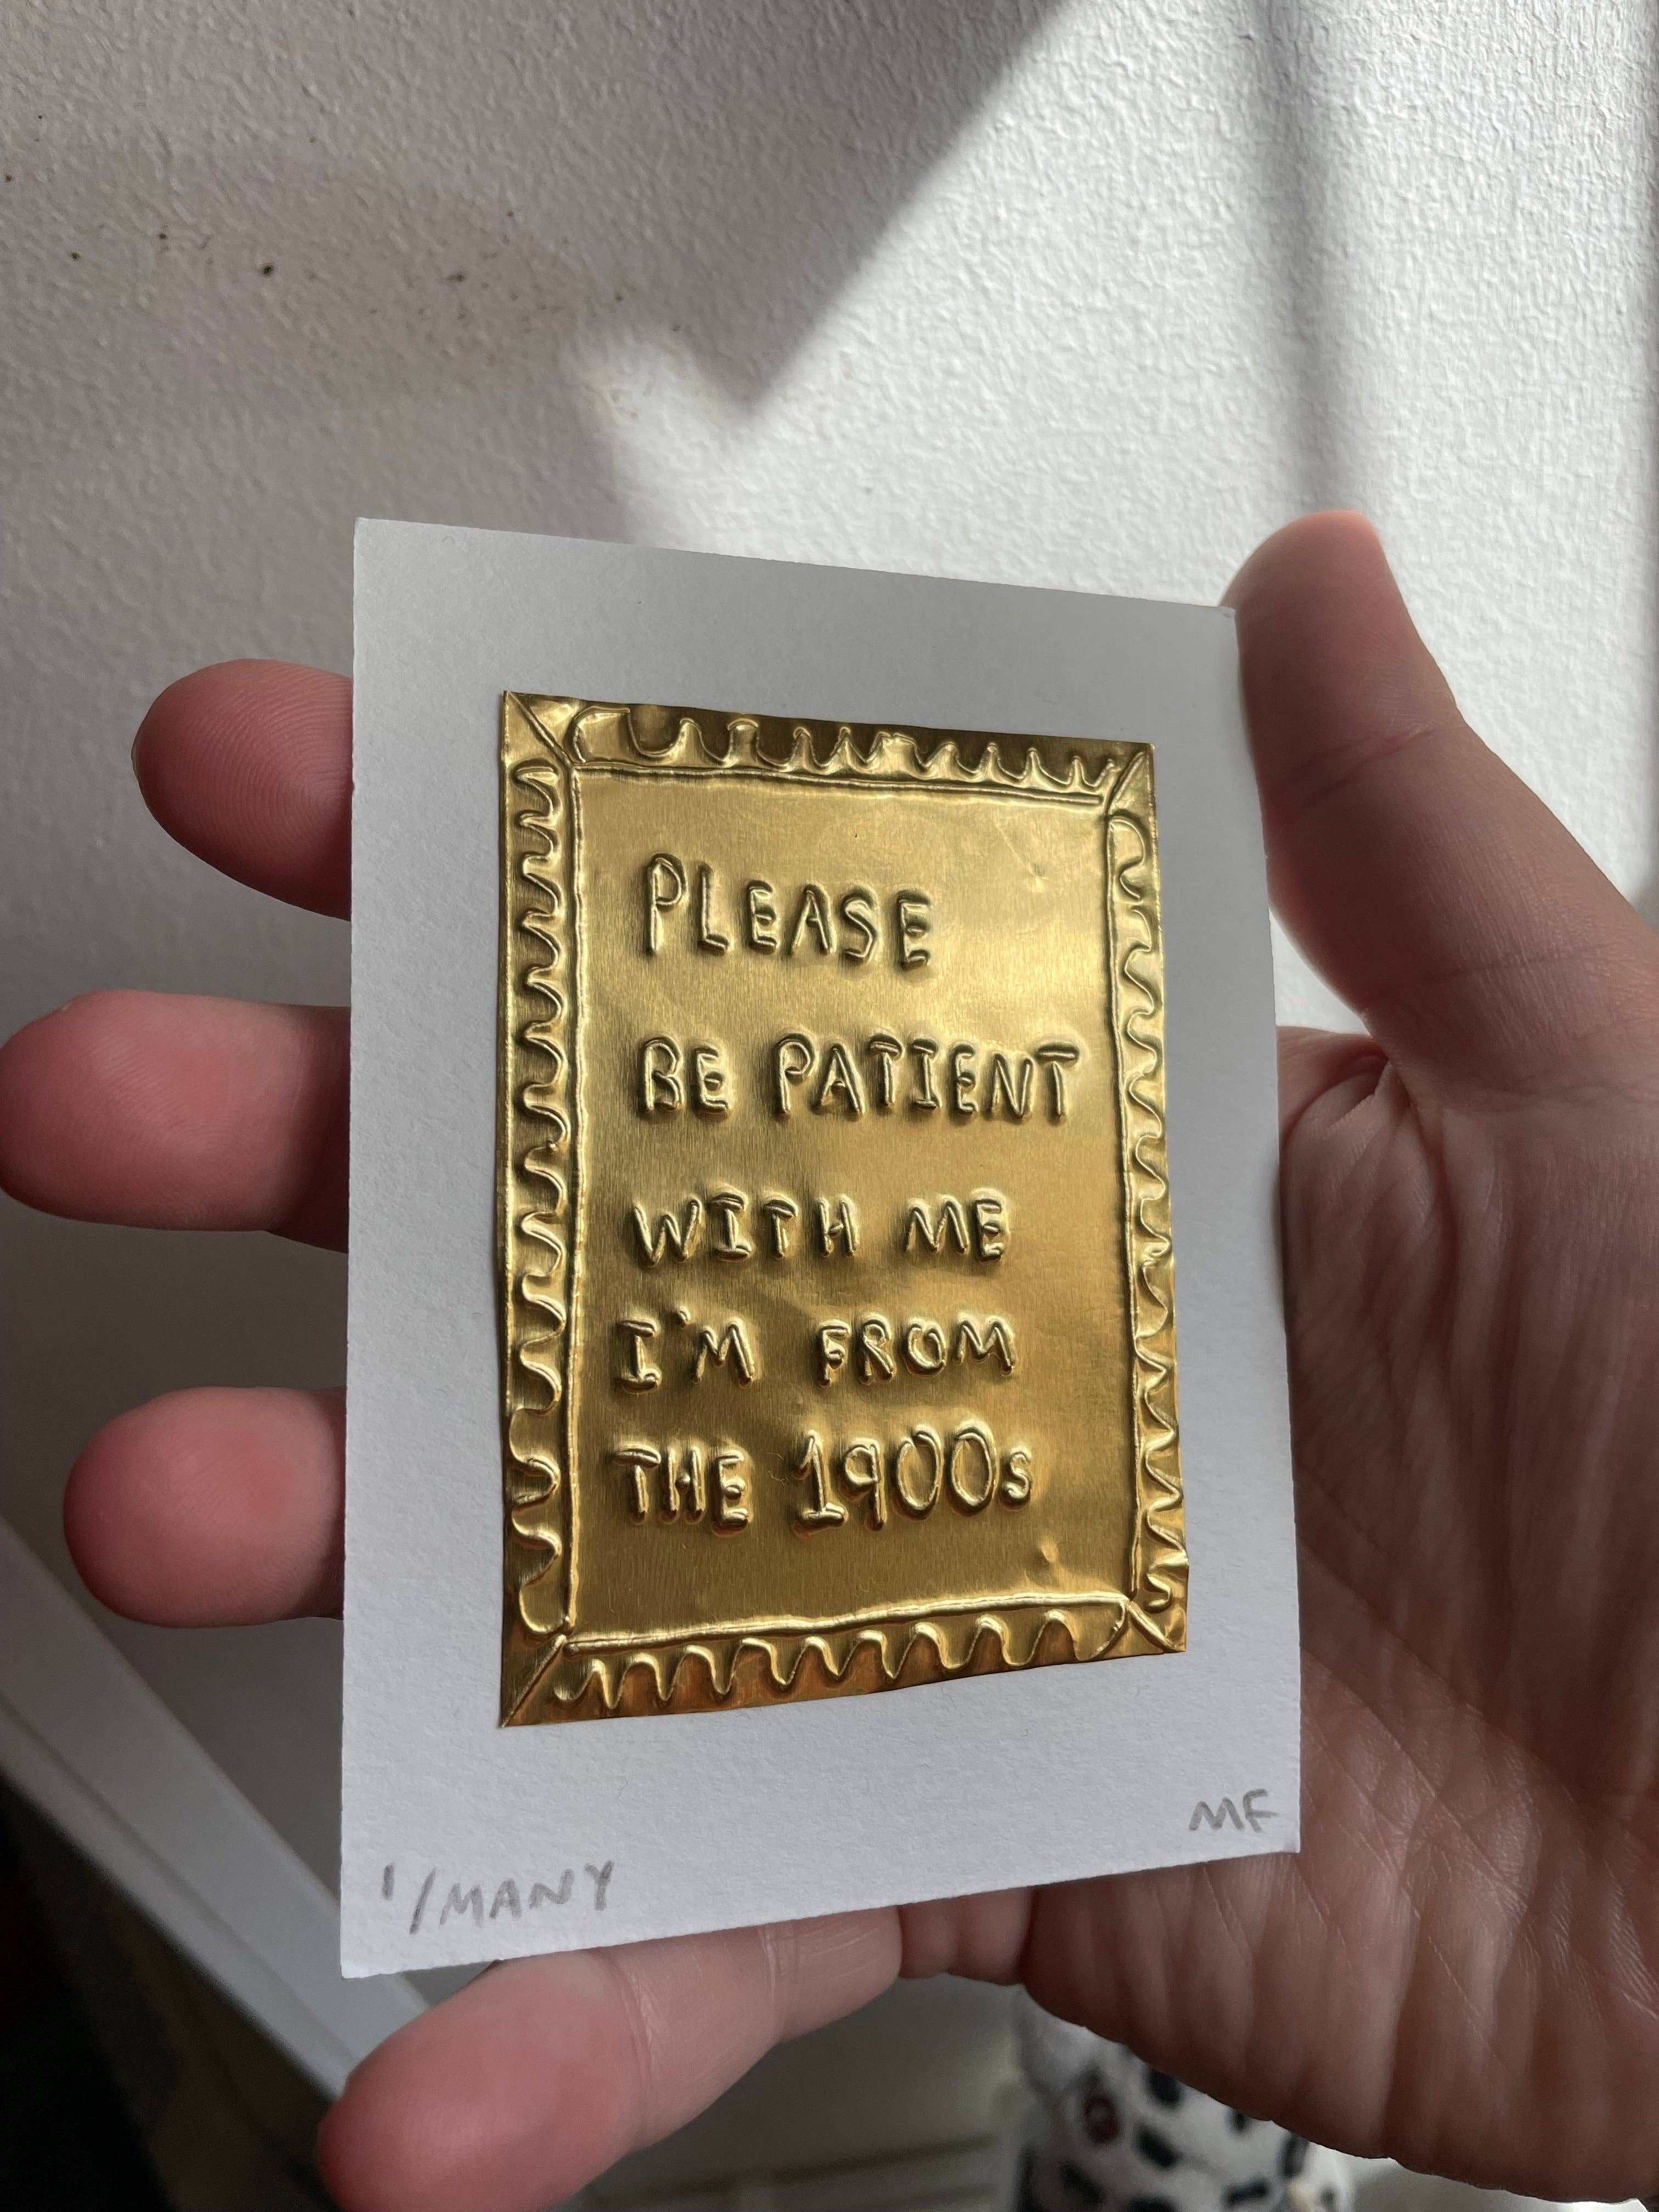 PLEASE
BE PATIENT
WITH ME
I'M FROM
THE 1900s
1/MANY
MF